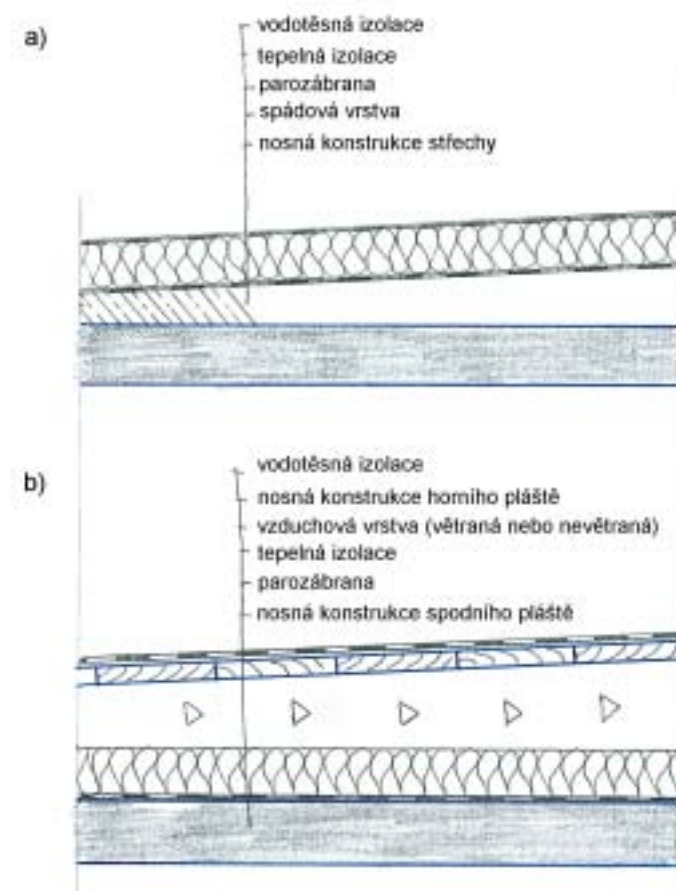 a)
vodotěsná izolace
tepelná izolace
parozábrana
spádová vrstva
nosná konstrukce střechy
b)
vodotěsná izolace
nosná konstrukce horního pláště
vzduchová vrstva (větraná nebo nevětraná)
tepelná izolace
parozábrana
nosná konstrukce spodního pláště